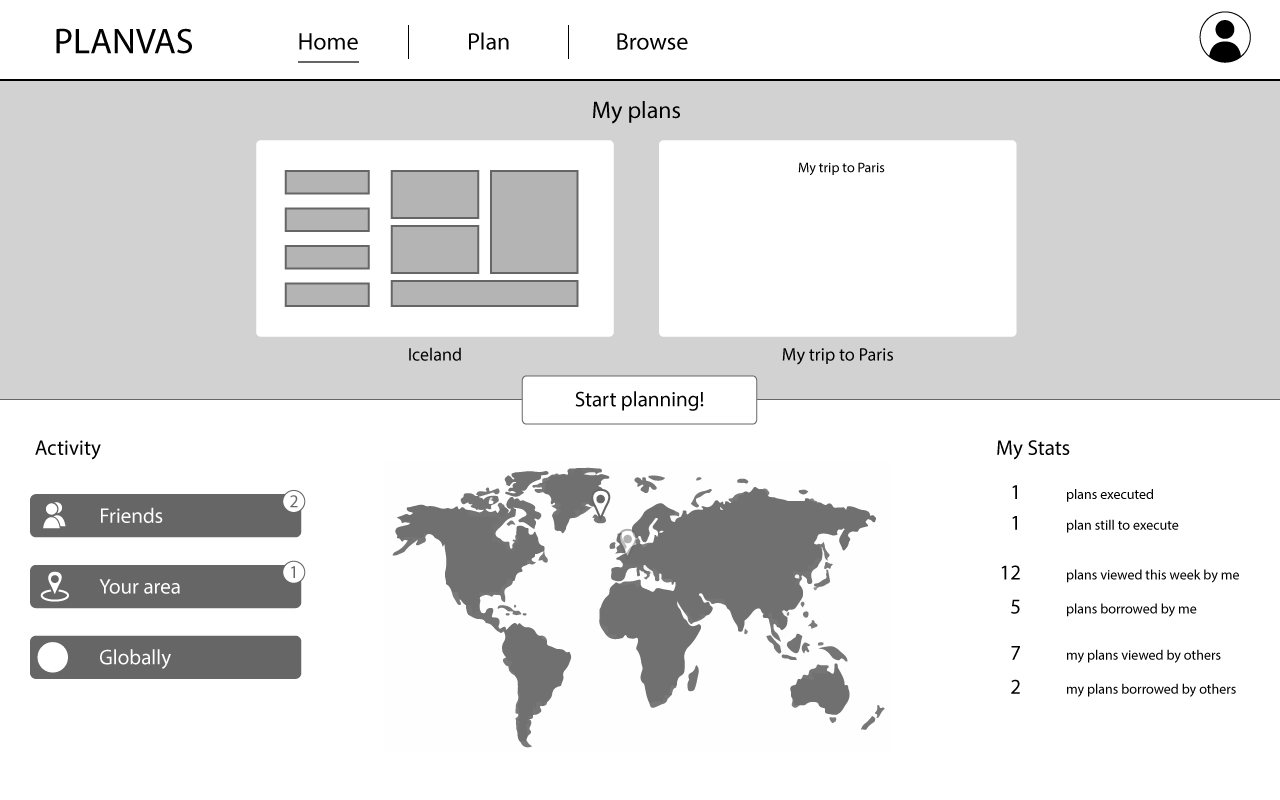 PLANVAS
Home
Plan
Browse
My plans
My trip to Paris
Iceland
My trip to Paris
Start planning!
Activity
Friends
2
Your area
1
Globally
My Stats
1 plans executed
1 plan still to execute
12 plans viewed this week by me
5 plans borrowed by me
7 my plans viewed by others
2 my plans borrowed by others